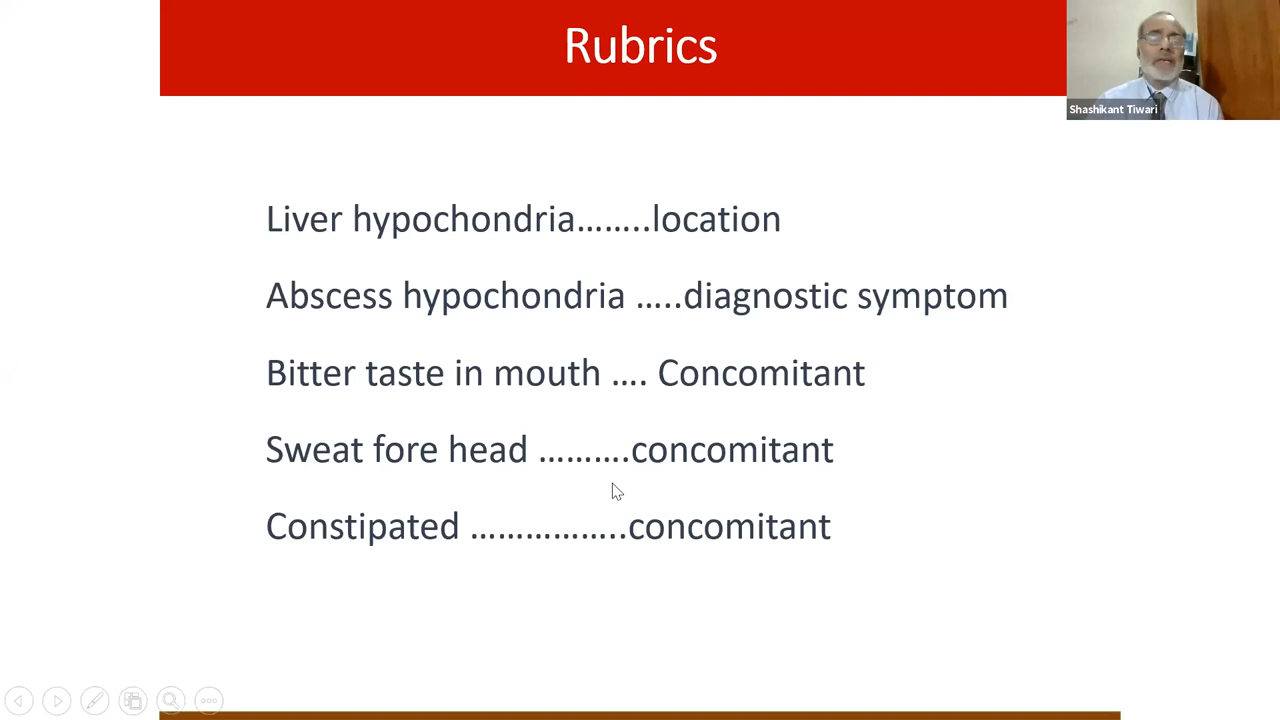 Rubrics
Shashikant Tiwari
Liver hypochondria……..location
Abscess hypochondria …..diagnostic symptom
Bitter taste in mouth …. Concomitant
Sweat fore head ……….concomitant
Constipated ……………..concomitant